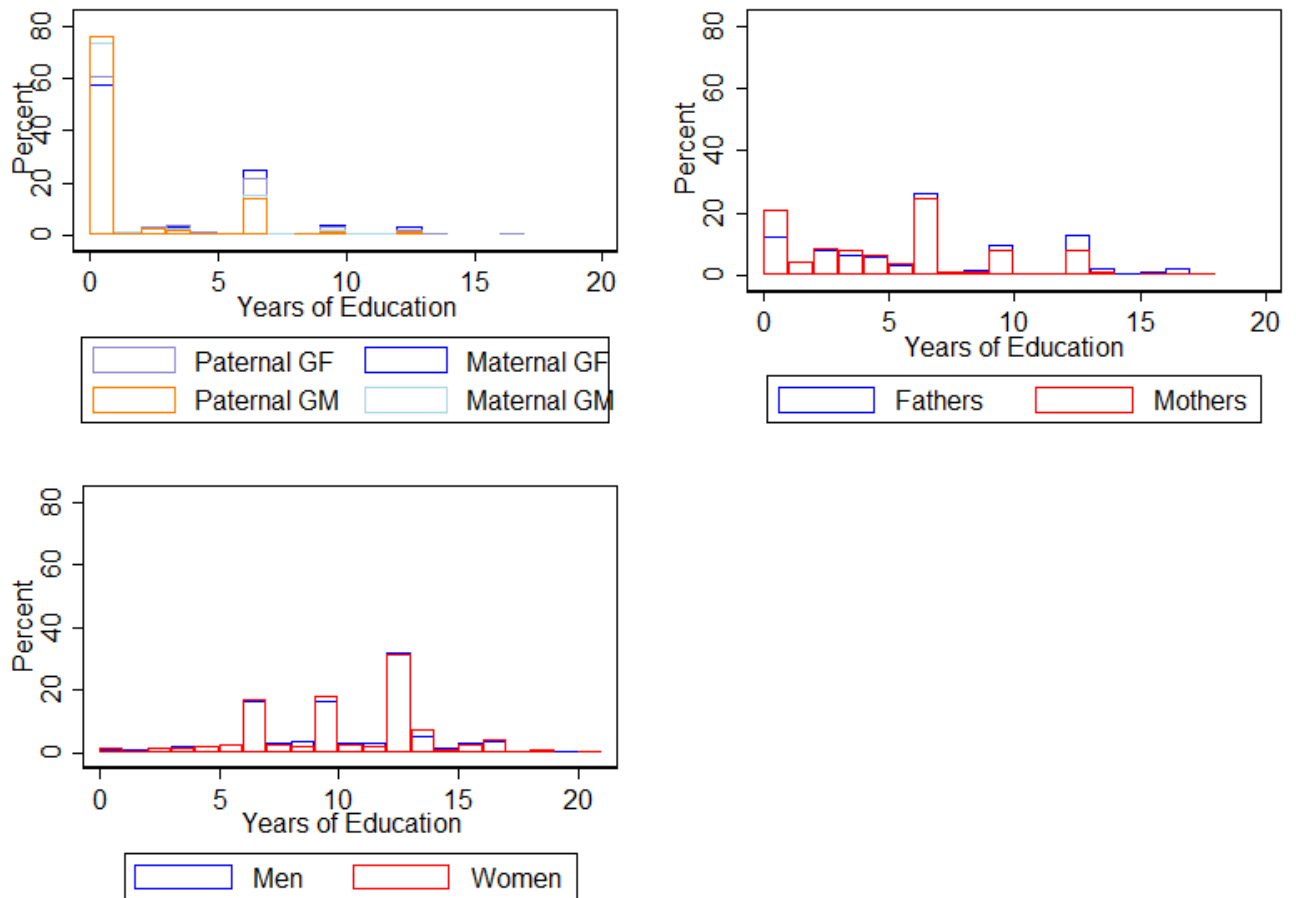 80
60
40
20
0
Percent
0 5 10 15 20
Years of Education
Paternal GF Maternal GF
Paternal GM Maternal GM
80
60
40
20
0
Percent
0 5 10 15 20
Years of Education
Fathers Mothers
80
60
40
20
0
Percent
0 5 10 15 20
Years of Education
Men Women